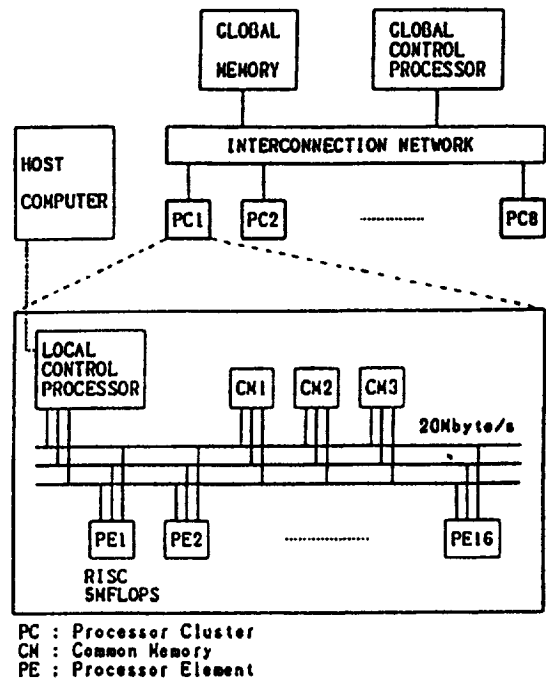 GLOBAL
MEMORY
GLOBAL
CONTROL
PROCESSOR
HOST
COMPUTER
INTERCONNECTION NETWORK
PC1
PC2
PC8
LOCAL
CONTROL
PROCESSOR
CM1
CM2
CM3
20Mbyte/s
PE1
PE2
PE16
RISC
5MFLOPS
PC : Processor Cluster
CM : Common Memory
PE : Processor Element